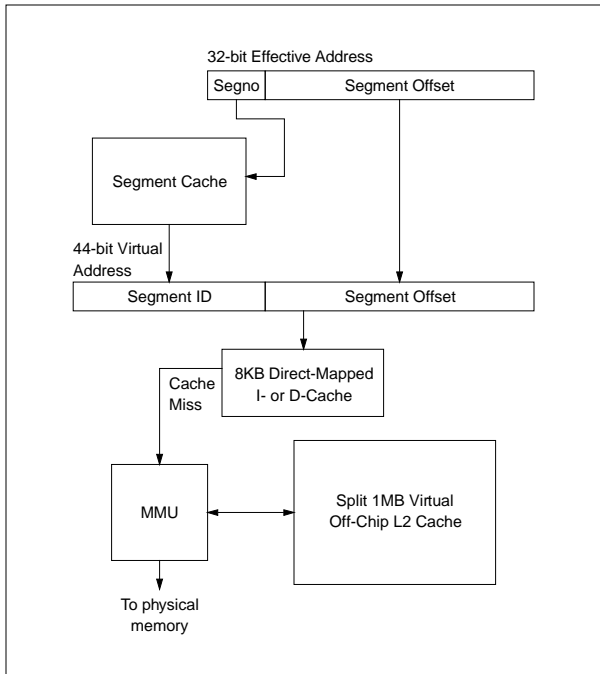 32-bit Effective Address
Segno
Segment Offset
Segment Cache
44-bit Virtual
Address
Segment ID
Segment Offset
8KB Direct-Mapped
I- or D-Cache
Cache
Miss
MMU
Split 1MB Virtual
Off-Chip L2 Cache
To physical
memory